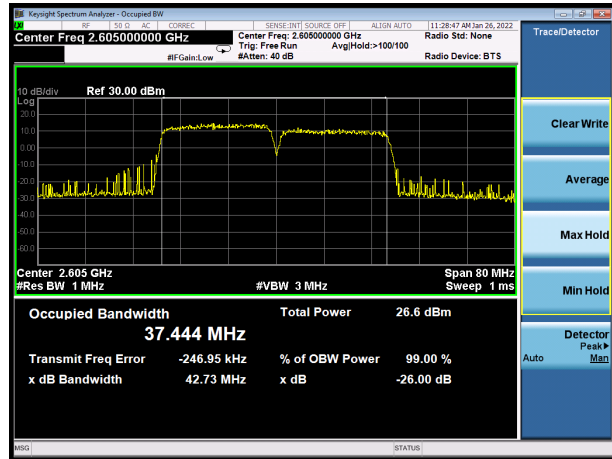 Keysight Spectrum Analyzer - Occupied BW
LXI RF 50 Ω AC CORREC SENSE:INT SOURCE OFF ALIGN AUTO 11:28:47 AM Jan 26, 2022
Center Freq 2.605000000 GHz Center Freq: 2.605000000 GHz Radio Std: None
Trig: Free Run Avg|Hold:>100/100
#IFGain:Low #Atten: 40 dB Radio Device: BTS
Trace/Detector
10 dB/div Ref 30.00 dBm
Log
20.0
10.0
0.00
-10.0
-20.0
-30.0
-40.0
-50.0
-60.0
Center 2.605 GHz Span 80 MHz
#Res BW 1 MHz #VBW 3 MHz Sweep 1 ms
Occupied Bandwidth Total Power 26.6 dBm
37.444 MHz
Transmit Freq Error -246.95 kHz % of OBW Power 99.00 %
x dB Bandwidth 42.73 MHz x dB -26.00 dB
Clear Write
Average
Max Hold
Min Hold
Detector
Peak▶
Auto Man
MSG STATUS